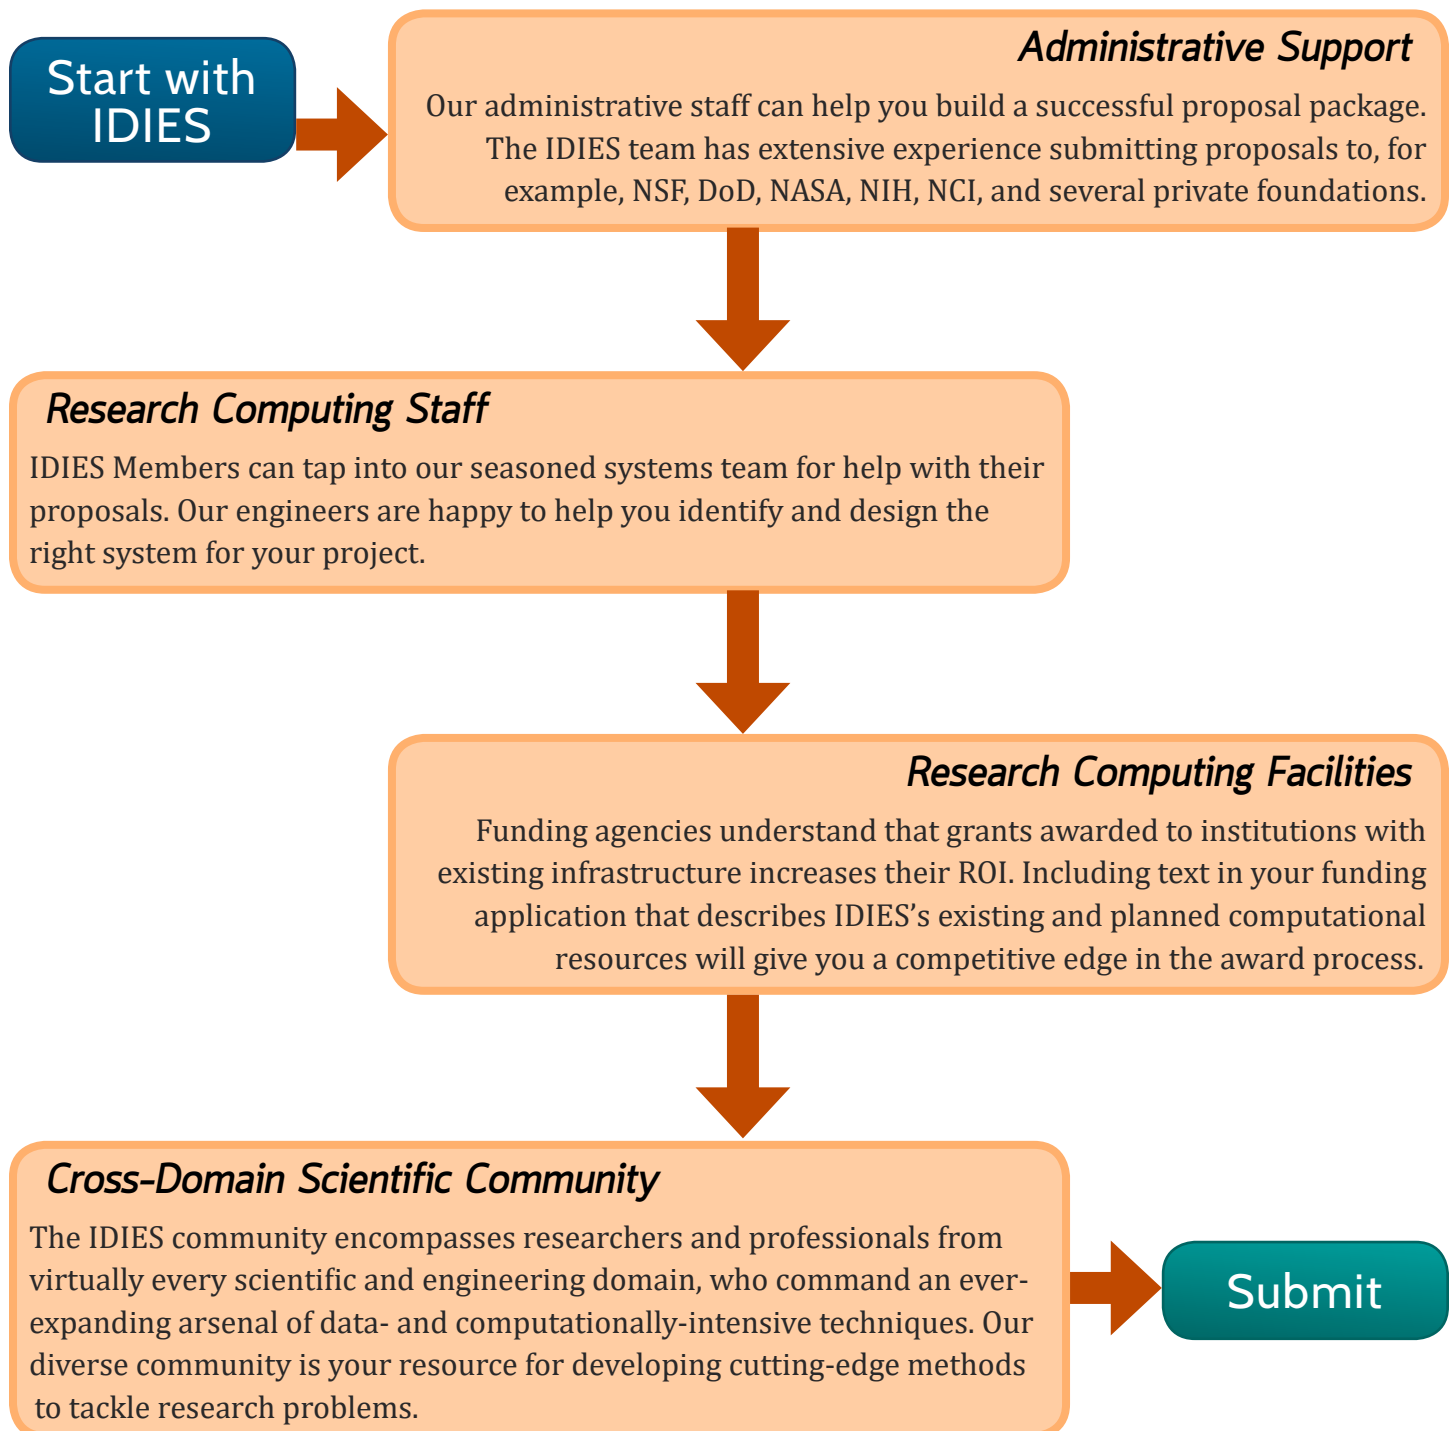 Start with
IDIES
Administrative Support
Our administrative staff can help you build a successful proposal package.
The IDIES team has extensive experience submitting proposals to, for
example, NSF, DoD, NASA, NIH, NCI, and several private foundations.
Research Computing Staff
IDIES Members can tap into our seasoned systems team for help with their
proposals. Our engineers are happy to help you identify and design the
right system for your project.
Research Computing Facilities
Funding agencies understand that grants awarded to institutions with
existing infrastructure increases their ROI. Including text in your funding
application that describes IDIES’s existing and planned computational
resources will give you a competitive edge in the award process.
Cross-Domain Scientific Community
The IDIES community encompasses researchers and professionals from
virtually every scientific and engineering domain, who command an ever-
expanding arsenal of data- and computationally-intensive techniques. Our
diverse community is your resource for developing cutting-edge methods
to tackle research problems.
Submit